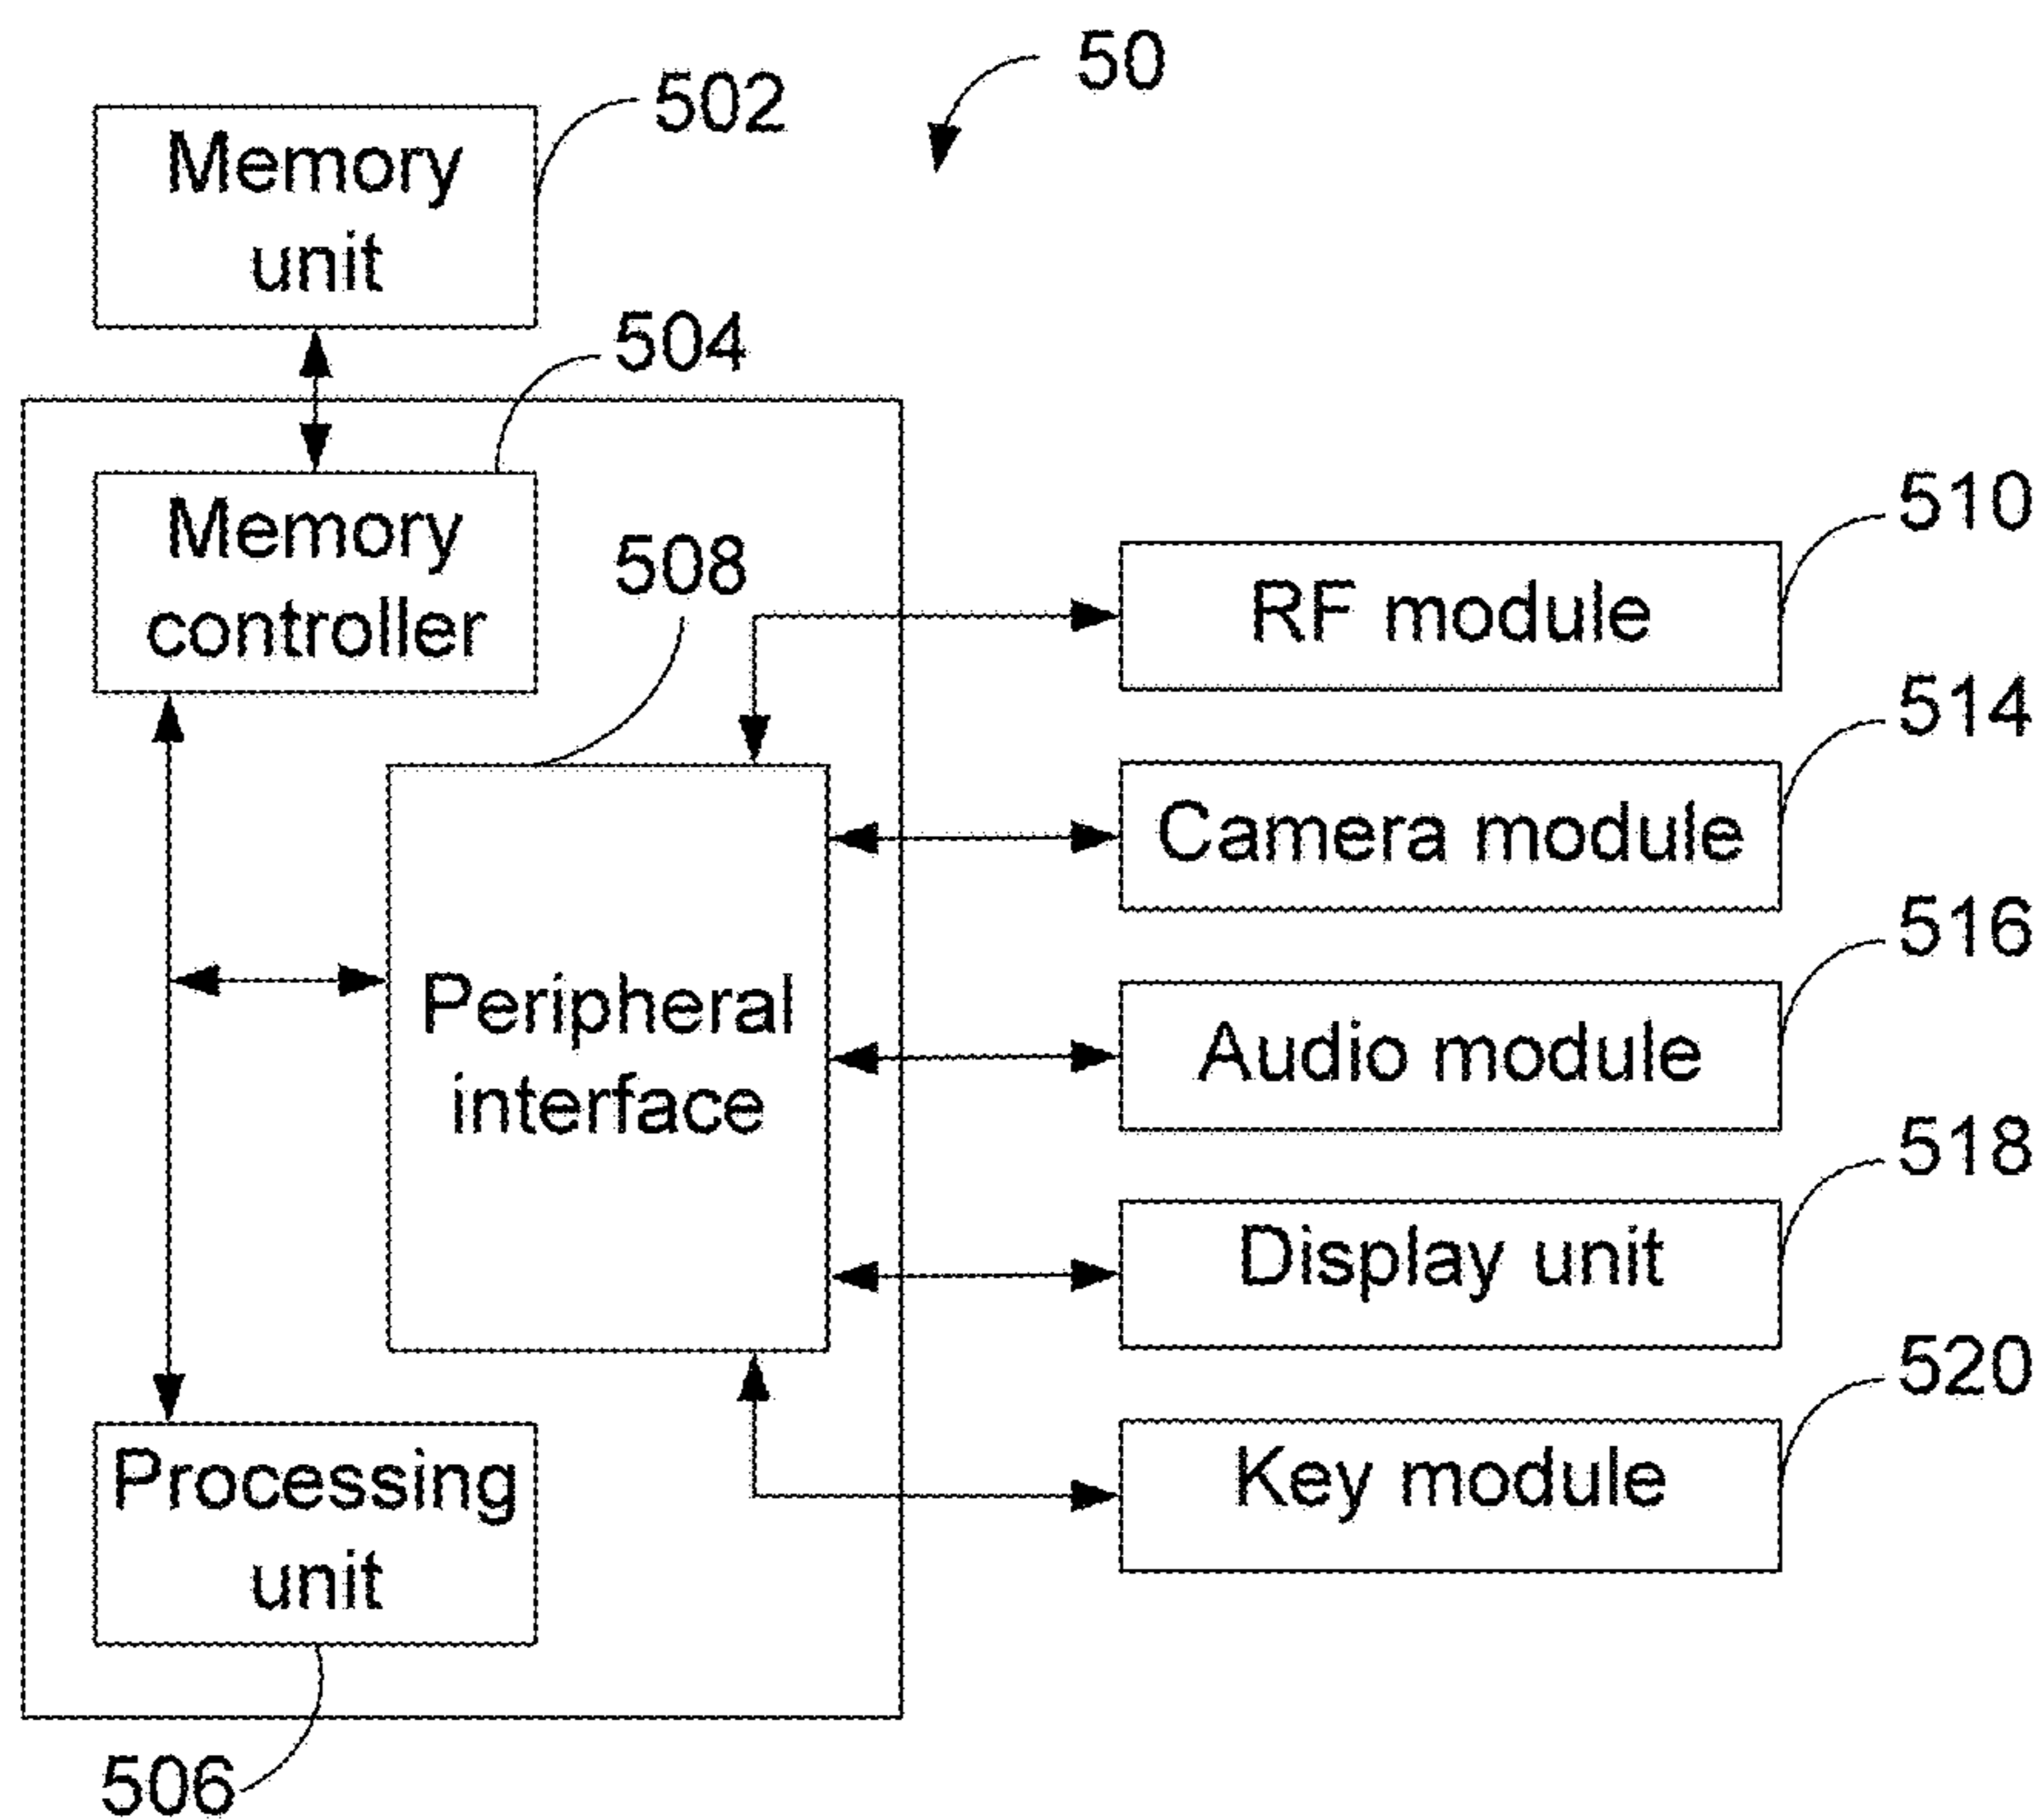 50
502
Memory
unit
504
Memory
controller
508
510
RF module
514
Camera module
516
Peripheral
interface
Audio module
518
Display unit
520
Key module
Processing
unit
506